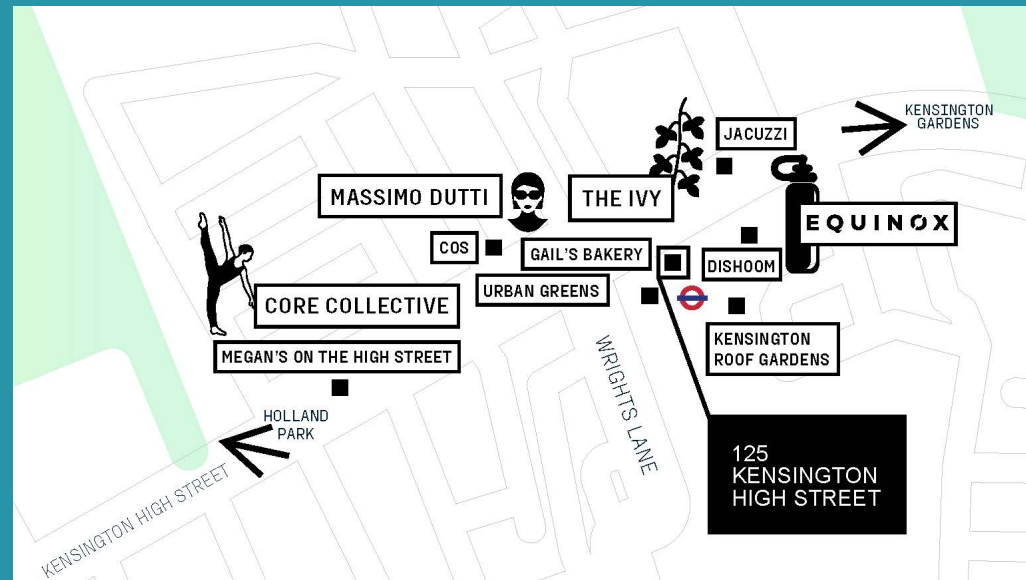 KENSINGTON
GARDENS
JACUZZI
MASSIMO DUTTI
THE IVY
EQUINOX
COS
GAIL'S BAKERY
DISHOOM
URBAN GREENS
CORE COLLECTIVE
KENSINGTON
ROOF GARDENS
MEGAN'S ON THE HIGH STREET
WRIGHTS LANE
HOLLAND
PARK
125
KENSINGTON
HIGH STREET
KENSINGTON HIGH STREET